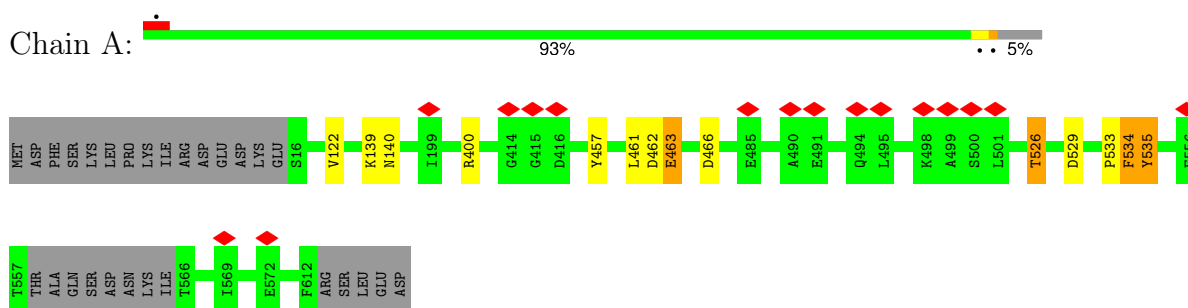 •
Chain A:
93%
• • 5%
MET ASP PHE SER LYS LEU PRO LYS ILE ARG ASP GLU ASP LYS GLU S16 V122 K139 N140 I199 R400 G414 G415 D416 Y457 L461 D462 E463 D466 E485 A490 E491 Q494 L495 K498 A499 S500 L501 T526 D529 P533 F534 Y535
T557 THR ALA GLN SER ASP ASN LYS ILE T566 I569 E572 F612 ARG SER LEU GLU ASP